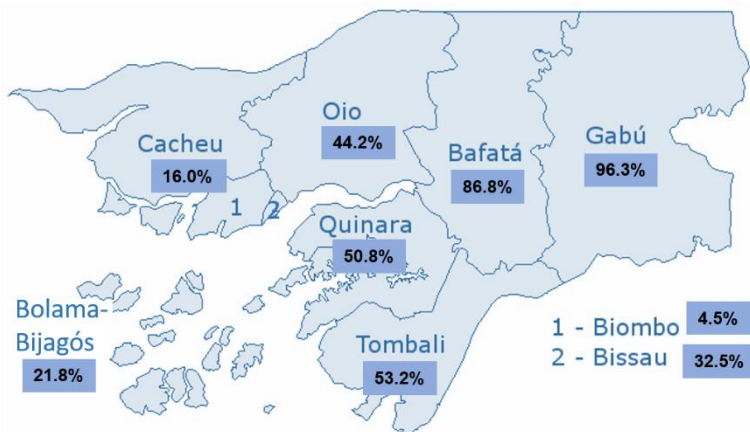 Oio
44.2%
Cacheu
16.0%
Bafatá
86.8%
Gabú
96.3%
1
2
Quinara
50.8%
Bolama-
Bijagós
21.8%
Tombali
53.2%
1 - Biombo 4.5%
2 - Bissau 32.5%